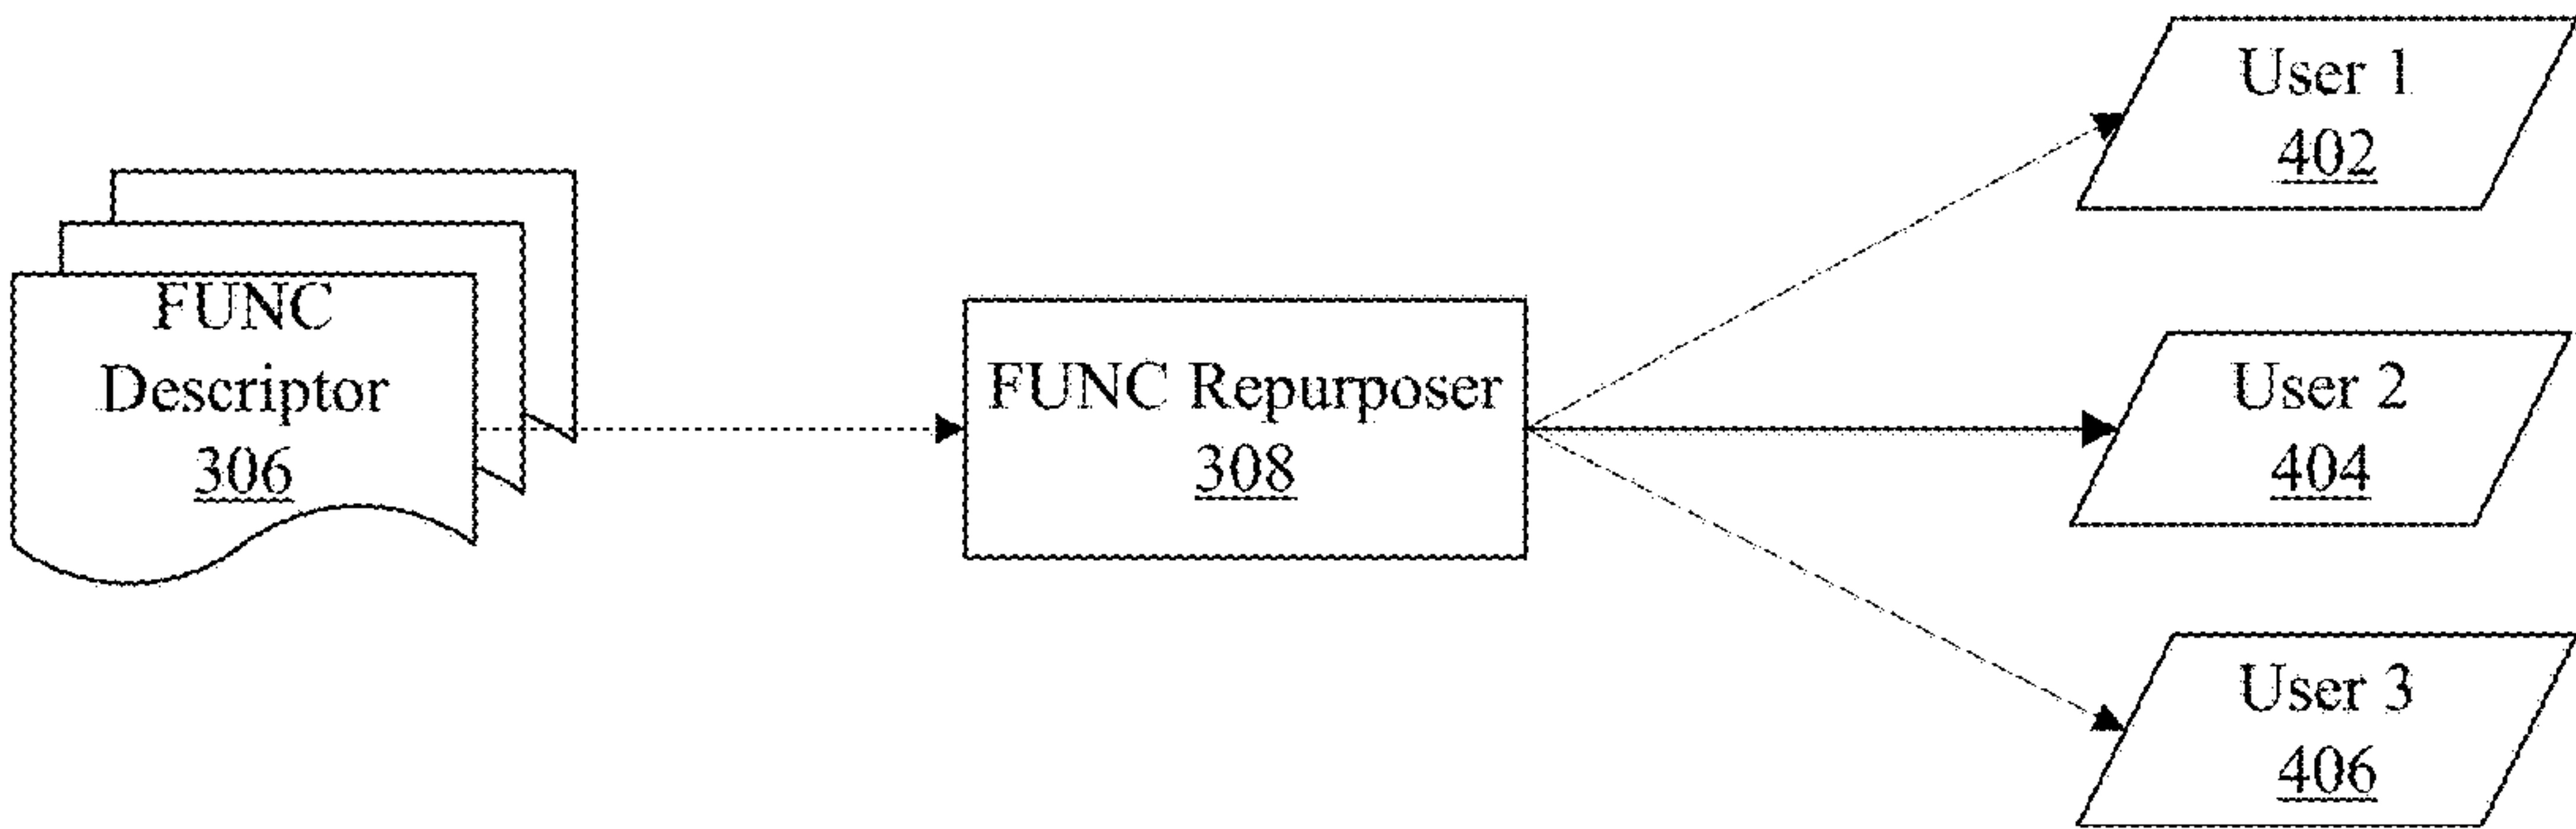 FUNC
Descriptor
306
FUNC Repurposer
308
User 1
402
User 2
404
User 3
406